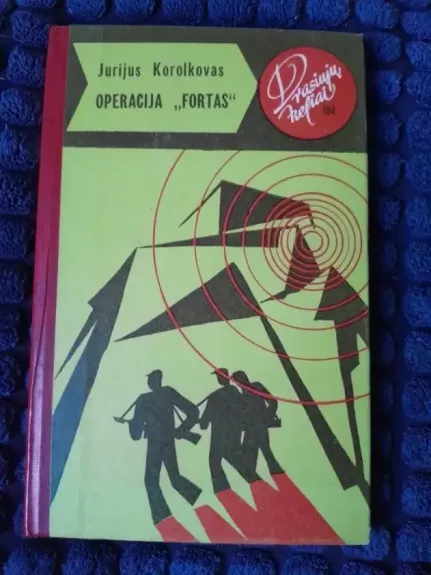 Jurijus Korolkovas
OPERACIJA „FORTAS“
Drąsiųjų
keliai
104